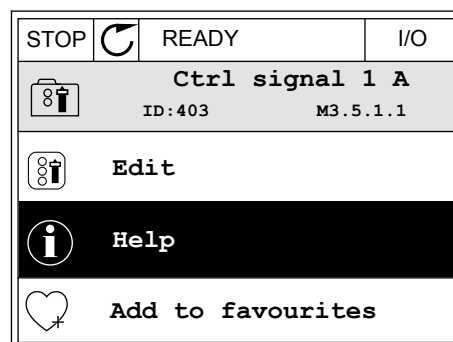 STOP READY I/O
Ctrl signal 1 A
ID:403 M3.5.1.1
Edit
Help
Add to favourites